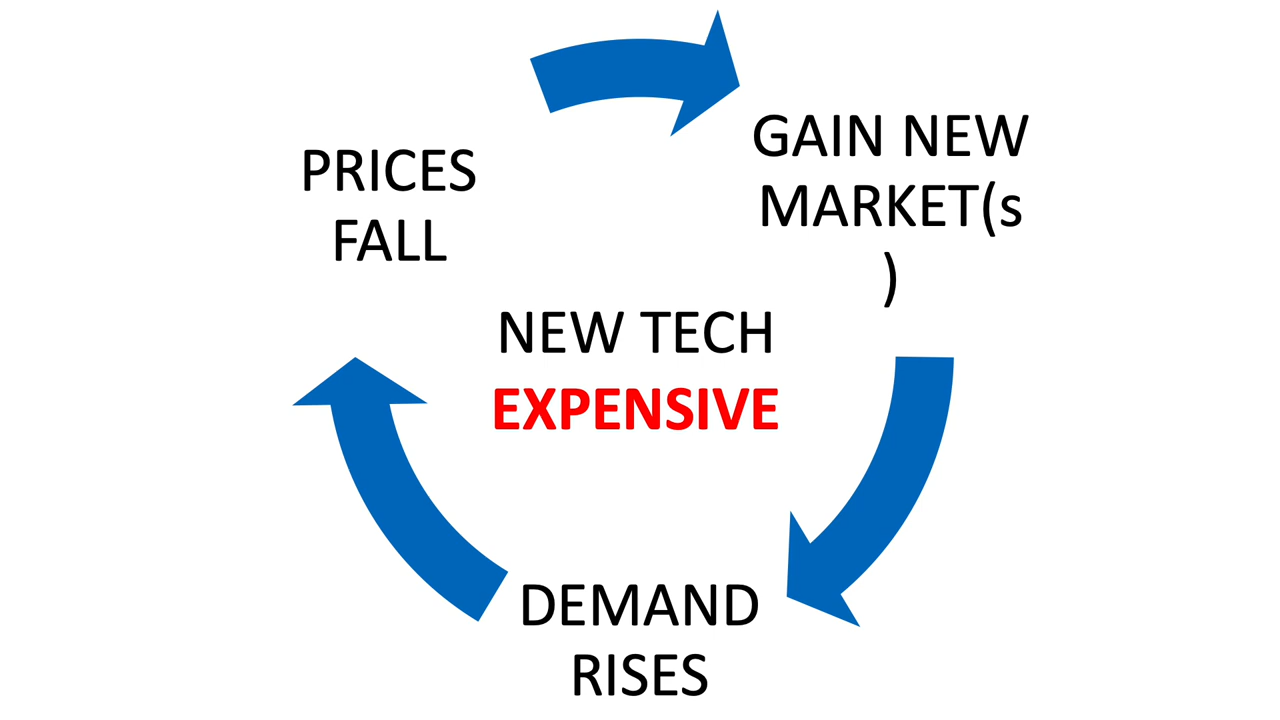 PRICES
FALL
GAIN NEW
MARKET(s
)
NEW TECH
EXPENSIVE
DEMAND
RISES